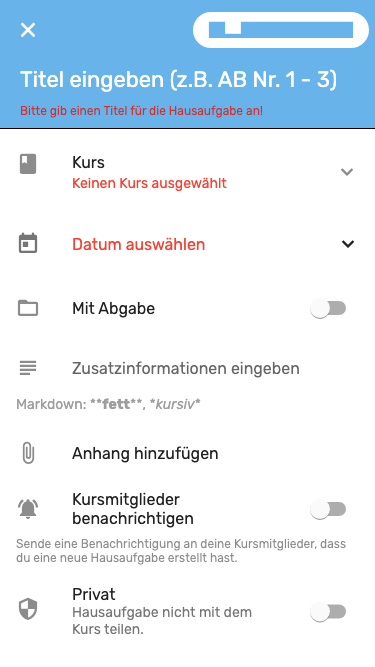 Titel eingeben (z.B. AB Nr. 1 - 3)
Bitte gib einen Titel für die Hausaufgabe an!
Kurs
Keinen Kurs ausgewählt
Datum auswählen
Mit Abgabe
Zusatzinformationen eingeben
Markdown: **fett**, *kursiv*
Anhang hinzufügen
Kursmitglieder
benachrichtigen
Sende eine Benachrichtigung an deine Kursmitglieder, dass
du eine neue Hausaufgabe erstellt hast.
Privat
Hausaufgabe nicht mit dem
Kurs teilen.